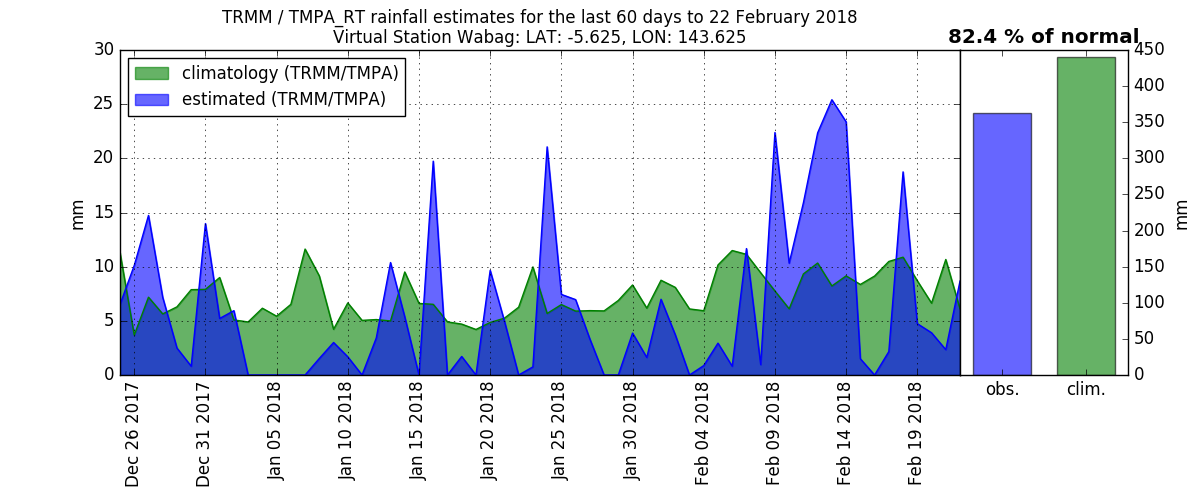 TRMM / TMPA_RT rainfall estimates for the last 60 days to 22 February 2018
Virtual Station Wabag: LAT: -5.625, LON: 143.625
82.4 % of normal
climatology (TRMM/TMPA)
estimated (TRMM/TMPA)
30
25
20
15
10
5
0
mm
450
400
350
300
250
200
150
100
50
0
mm
obs.
clim.
Dec 26 2017
Dec 31 2017
Jan 05 2018
Jan 10 2018
Jan 15 2018
Jan 20 2018
Jan 25 2018
Jan 30 2018
Feb 04 2018
Feb 09 2018
Feb 14 2018
Feb 19 2018